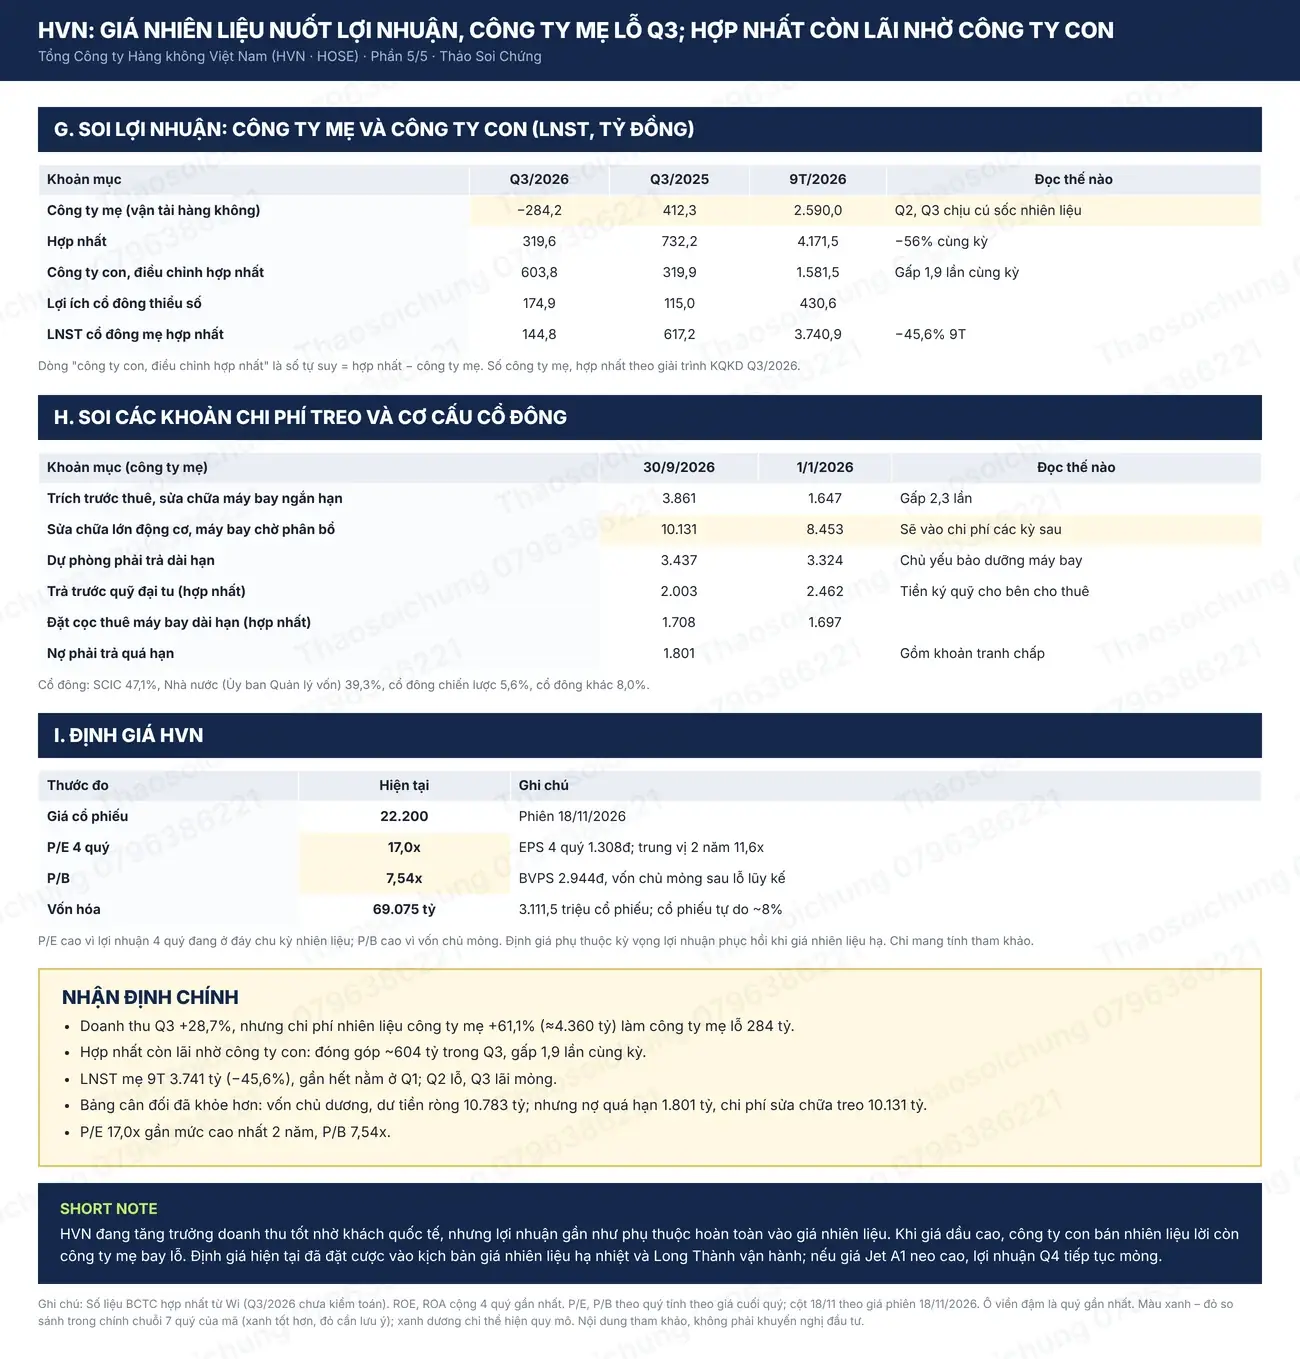 HVN: GIÁ NHIÊN LIỆU NUỐT LỢI NHUẬN, CÔNG TY MẸ LỖ Q3; HỢP NHẤT CÒN LÃI NHỜ CÔNG TY CON
Tổng Công ty Hàng không Việt Nam (HVN · HOSE) · Phần 5/5 · Thảo Soi Chứng
G. SOI LỢI NHUẬN: CÔNG TY MẸ VÀ CÔNG TY CON (LNST, TỶ ĐỒNG)
Khoản mục Q3/2026 Q3/2025 9T/2026 Đọc thế nào
Công ty mẹ (vận tải hàng không) −284,2 412,3 2.590,0 Q2, Q3 chịu cú sốc nhiên liệu
Hợp nhất 319,6 732,2 4.171,5 −56% cùng kỳ
Công ty con, điều chỉnh hợp nhất 603,8 319,9 1.581,5 Gấp 1,9 lần cùng kỳ
Lợi ích cổ đông thiểu số 174,9 115,0 430,6
LNST cổ đông mẹ hợp nhất 144,8 617,2 3.740,9 −45,6% 9T
Dòng "công ty con, điều chỉnh hợp nhất" là số tự suy = hợp nhất − công ty mẹ. Số công ty mẹ, hợp nhất theo giải trình KQKD Q3/2026.
H. SOI CÁC KHOẢN CHI PHÍ TREO VÀ CƠ CẤU CỔ ĐÔNG
Khoản mục (công ty mẹ) 30/9/2026 1/1/2026 Đọc thế nào
Trích trước thuê, sửa chữa máy bay ngắn hạn 3.861 1.647 Gấp 2,3 lần
Sửa chữa lớn động cơ, máy bay chờ phân bổ 10.131 8.453 Sẽ vào chi phí các kỳ sau
Dự phòng phải trả dài hạn 3.437 3.324 Chủ yếu bảo dưỡng máy bay
Trả trước quỹ đại tu (hợp nhất) 2.003 2.462 Tiền ký quỹ cho bên cho thuê
Đặt cọc thuê máy bay dài hạn (hợp nhất) 1.708 1.697
Nợ phải trả quá hạn 1.801 Gồm khoản tranh chấp
Cổ đông: SCIC 47,1%, Nhà nước (Ủy ban Quản lý vốn) 39,3%, cổ đông chiến lược 5,6%, cổ đông khác 8,0%.
I. ĐỊNH GIÁ HVN
Thước đo Hiện tại Ghi chú
Giá cổ phiếu 22.200 Phiên 18/11/2026
P/E 4 quý 17,0x EPS 4 quý 1.308đ; trung vị 2 năm 11,6x
P/B 7,54x BVPS 2.944đ, vốn chủ mỏng sau lỗ lũy kế
Vốn hóa 69.075 tỷ 3.111,5 triệu cổ phiếu; cổ phiếu tự do ~8%
P/E cao vì lợi nhuận 4 quý đang ở đáy chu kỳ nhiên liệu; P/B cao vì vốn chủ mỏng. Định giá phụ thuộc kỳ vọng lợi nhuận phục hồi khi giá nhiên liệu hạ. Chỉ mang tính tham khảo.
NHẬN ĐỊNH CHÍNH
• Doanh thu Q3 +28,7%, nhưng chi phí nhiên liệu công ty mẹ +61,1% (≈4.360 tỷ) làm công ty mẹ lỗ 284 tỷ.
• Hợp nhất còn lãi nhờ công ty con: đóng góp ~604 tỷ trong Q3, gấp 1,9 lần cùng kỳ.
• LNST mẹ 9T 3.741 tỷ (−45,6%), gần hết nằm ở Q1; Q2 lỗ, Q3 lãi mỏng.
• Bảng cân đối đã khỏe hơn: vốn chủ dương, dư tiền ròng 10.783 tỷ; nhưng nợ quá hạn 1.801 tỷ, chi phí sửa chữa treo 10.131 tỷ.
• P/E 17,0x gần mức cao nhất 2 năm, P/B 7,54x.
SHORT NOTE
HVN đang tăng trưởng doanh thu tốt nhờ khách quốc tế, nhưng lợi nhuận gần như phụ thuộc hoàn toàn vào giá nhiên liệu. Khi giá dầu cao, công ty con bán nhiên liệu lời còn
công ty mẹ bay lỗ. Định giá hiện tại đã đặt cược vào kịch bản giá nhiên liệu hạ nhiệt và Long Thành vận hành; nếu giá Jet A1 neo cao, lợi nhuận Q4 tiếp tục mỏng.
Ghi chú: Số liệu BCTC hợp nhất từ Wi (Q3/2026 chưa kiểm toán). ROE, ROA cộng 4 quý gần nhất. P/E, P/B theo quý tính theo giá cuối quý; cột 18/11 theo giá phiên 18/11/2026. Ô viền đậm là quý gần nhất. Màu xanh – đỏ so
sánh trong chính chuỗi 7 quý của mã (xanh tốt hơn, đỏ cần lưu ý); xanh dương chỉ thể hiện quy mô. Nội dung tham khảo, không phải khuyến nghị đầu tư.
Thaosoichung 0796386221